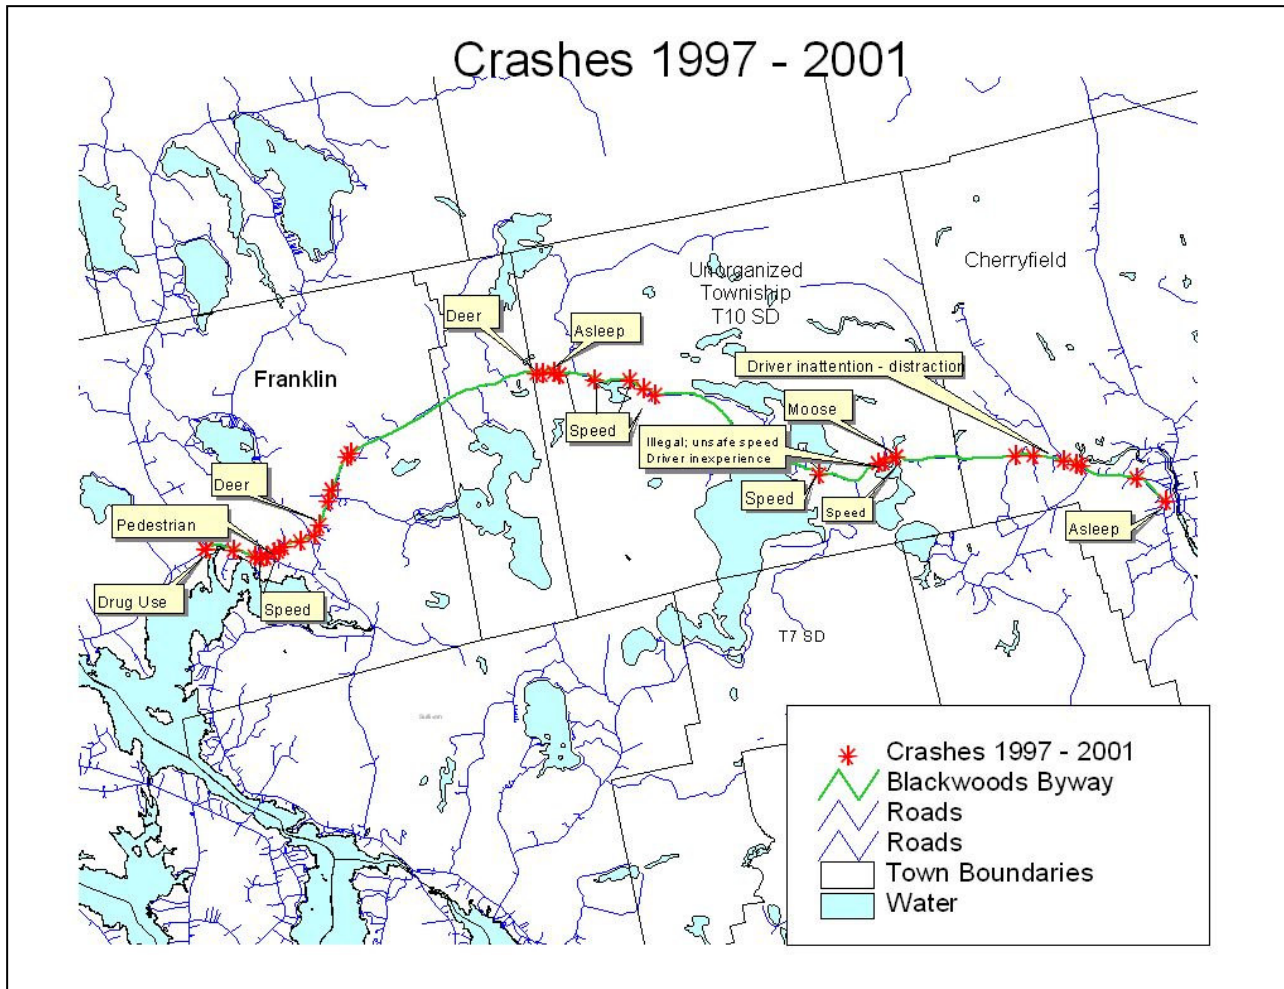 Crashes 1997 - 2001
Cherryfield
Unorganized
Township
T10 SD
Deer
Asleep
Franklin
Driver inattention - distraction
Moose
Speed
Illegal; unsafe speed
Driver inexperience
Deer
Speed
Speed
Pedestrian
Asleep
Drug Use
Speed
T7 SD
Sullivan
Crashes 1997 - 2001
Blackwoods Byway
Roads
Roads
Town Boundaries
Water